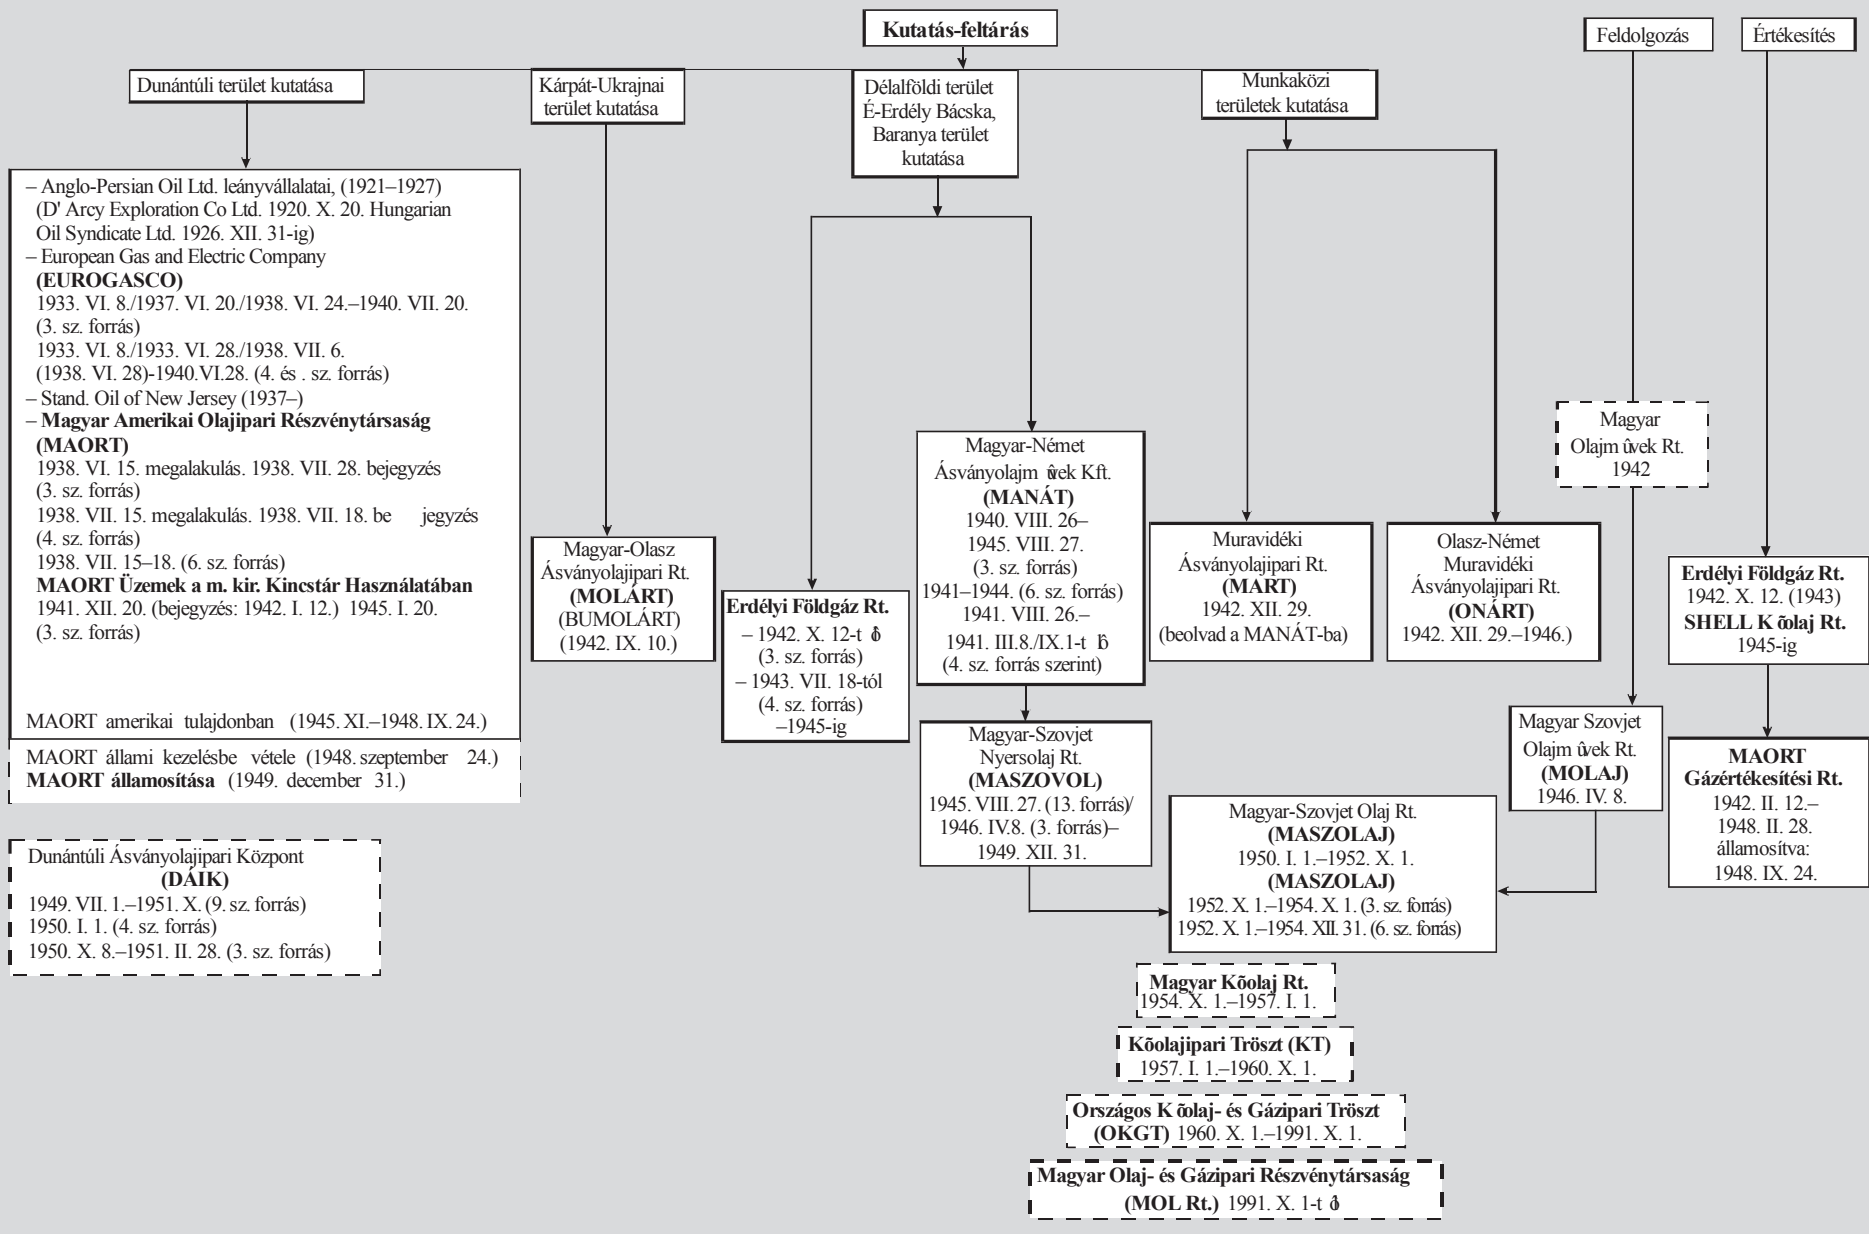 Kutatás-feltárás
Feldolgozás
Értékesítés
Dunántúli terület kutatása
Kárpát-Ukrajnai
terület kutatása
Délalföldi terület
É-Erdély Bácska,
Baranya terület
kutatása
Munkaközi
területek kutatása
– Anglo-Persian Oil Ltd. leányvállalatai, (1921–1927)
(D' Arcy Exploration Co Ltd. 1920. X. 20. Hungarian
Oil Syndicate Ltd. 1926. XII. 31-ig)
– European Gas and Electric Company
(EUROGASCO)
1933. VI. 8./1937. VI. 20./1938. VI. 24.–1940. VII. 20.
(3. sz. forrás)
1933. VI. 8./1933. VI. 28./1938. VII. 6.
(1938. VI. 28)-1940.VI.28. (4. és . sz. forrás)
– Stand. Oil of New Jersey (1937–)
– Magyar Amerikai Olajipari Részvénytársaság
(MAORT)
1938. VI. 15. megalakulás. 1938. VII. 28. bejegyzés
(3. sz. forrás)
1938. VII. 15. megalakulás. 1938. VII. 18. be jegyzés
(4. sz. forrás)
1938. VII. 15–18. (6. sz. forrás)
MAORT Üzemek a m. kir. Kincstár Használatában
1941. XII. 20. (bejegyzés: 1942. I. 12.) 1945. I. 20.
(3. sz. forrás)
MAORT amerikai tulajdonban (1945. XI.–1948. IX. 24.)
MAORT állami kezelésbe vétele (1948. szeptember 24.)
MAORT államosítása (1949. december 31.)
Dunántúli Ásványolajipari Központ
(DÁIK)
1949. VII. 1.–1951. X. (9. sz. forrás)
1950. I. 1. (4. sz. forrás)
1950. X. 8.–1951. II. 28. (3. sz. forrás)
Magyar-Olasz
Ásványolajipari Rt.
(MOLÁRT)
(BUMOLÁRT)
(1942. IX. 10.)
Erdélyi Földgáz Rt.
– 1942. X. 12-t õl
(3. sz. forrás)
– 1943. VII. 18-tól
(4. sz. forrás)
–1945-ig
Magyar-Német
Ásványolajm ûvek Kft.
(MANÁT)
1940. VIII. 26–
1945. VIII. 27.
(3. sz. forrás)
1941–1944. (6. sz. forrás)
1941. VIII. 26.–
1941. III.8./IX.1-t õl
(4. sz. forrás szerint)
Magyar-Szovjet
Nyersolaj Rt.
(MASZOVOL)
1945. VIII. 27. (13. forrás)/
1946. IV.8. (3. forrás)–
1949. XII. 31.
Muravidéki
Ásványolajipari Rt.
(MART)
1942. XII. 29.
(beolvad a MANÁT-ba)
Olasz-Német
Muravidéki
Ásványolajipari Rt.
(ONÁRT)
1942. XII. 29.–1946.)
Magyar
Olajm ûvek Rt.
1942
Magyar Szovjet
Olajm ûvek Rt.
(MOLAJ)
1946. IV. 8.
Erdélyi Földgáz Rt.
1942. X. 12. (1943)
SHELL K õolaj Rt.
1945-ig
MAORT
Gázértékesítési Rt.
1942. II. 12.–
1948. II. 28.
államosítva:
1948. IX. 24.
Magyar-Szovjet Olaj Rt.
(MASZOLAJ)
1950. I. 1.–1952. X. 1.
(MASZOLAJ)
1952. X. 1.–1954. X. 1. (3. sz. forrás)
1952. X. 1.–1954. XII. 31. (6. sz. forrás)
Magyar Kõolaj Rt.
1954. X. 1.–1957. I. 1.
Kõolajipari Tröszt (KT)
1957. I. 1.–1960. X. 1.
Országos K õolaj- és Gázipari Tröszt
(OKGT) 1960. X. 1.–1991. X. 1.
Magyar Olaj- és Gázipari Részvénytársaság
(MOL Rt.) 1991. X. 1-t õl